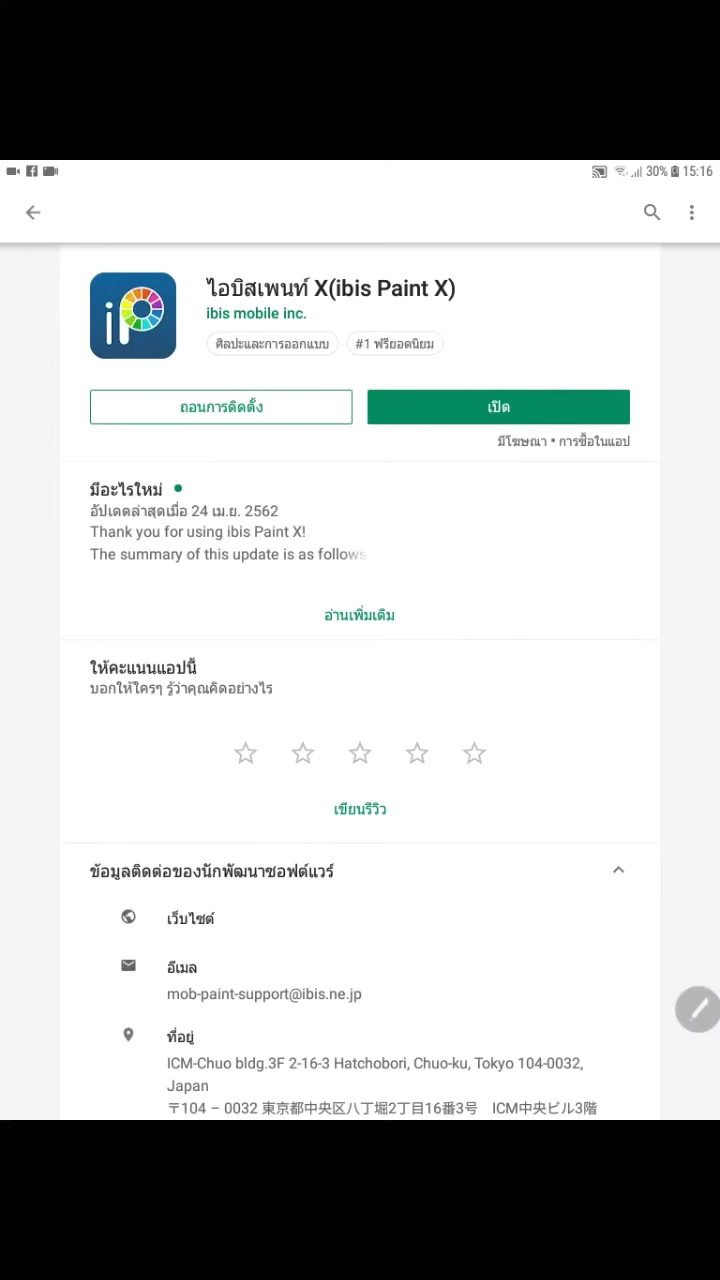 30% 15:16
iP
ไอบิสเพนท์ X(ibis Paint X)
ibis mobile inc.
ศิลปะและการออกแบบ
#1 ฟรียอดนิยม
ถอนการติดตั้ง
เปิด
มีโฆษณา • การซื้อในแอป
มีอะไรใหม่
อัปเดตล่าสุดเมื่อ 24 เม.ย. 2562
Thank you for using ibis Paint X!
The summary of this update is as follows
อ่านเพิ่มเติม
ให้คะแนนแอปนี้
บอกให้ใครๆ รู้ว่าคุณคิดอย่างไร
เขียนรีวิว
ข้อมูลติดต่อของนักพัฒนาซอฟต์แวร์
เว็บไซต์
อีเมล
mob-paint-support@ibis.ne.jp
ที่อยู่
ICM-Chuo bldg.3F 2-16-3 Hatchobori, Chuo-ku, Tokyo 104-0032,
Japan
〒104 – 0032 東京都中央区八丁堀2丁目16番3号　ICM中央ビル3階